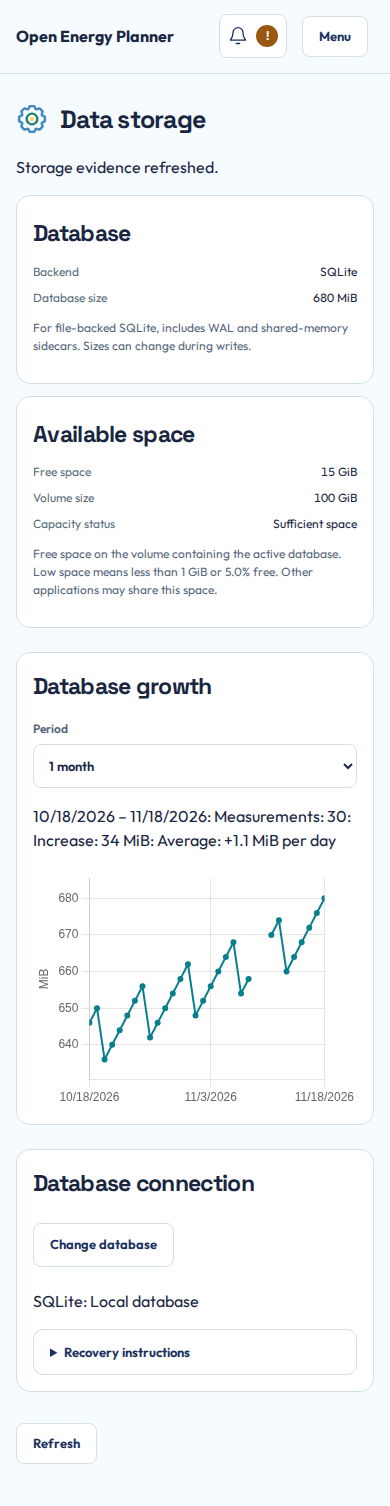 Open Energy Planner
!
Menu
Data storage
Storage evidence refreshed.
Database
Backend SQLite
Database size 680 MiB
For file-backed SQLite, includes WAL and shared-memory
sidecars. Sizes can change during writes.
Available space
Free space 15 GiB
Volume size 100 GiB
Capacity status Sufficient space
Free space on the volume containing the active database.
Low space means less than 1 GiB or 5.0% free. Other
applications may share this space.
Database growth
Period
1 month
10/18/2026 – 11/18/2026: Measurements: 30:
Increase: 34 MiB: Average: +1.1 MiB per day
680
670
660
650
640
MiB
10/18/2026 11/3/2026 11/18/2026
Database connection
Change database
SQLite: Local database
Recovery instructions
Refresh